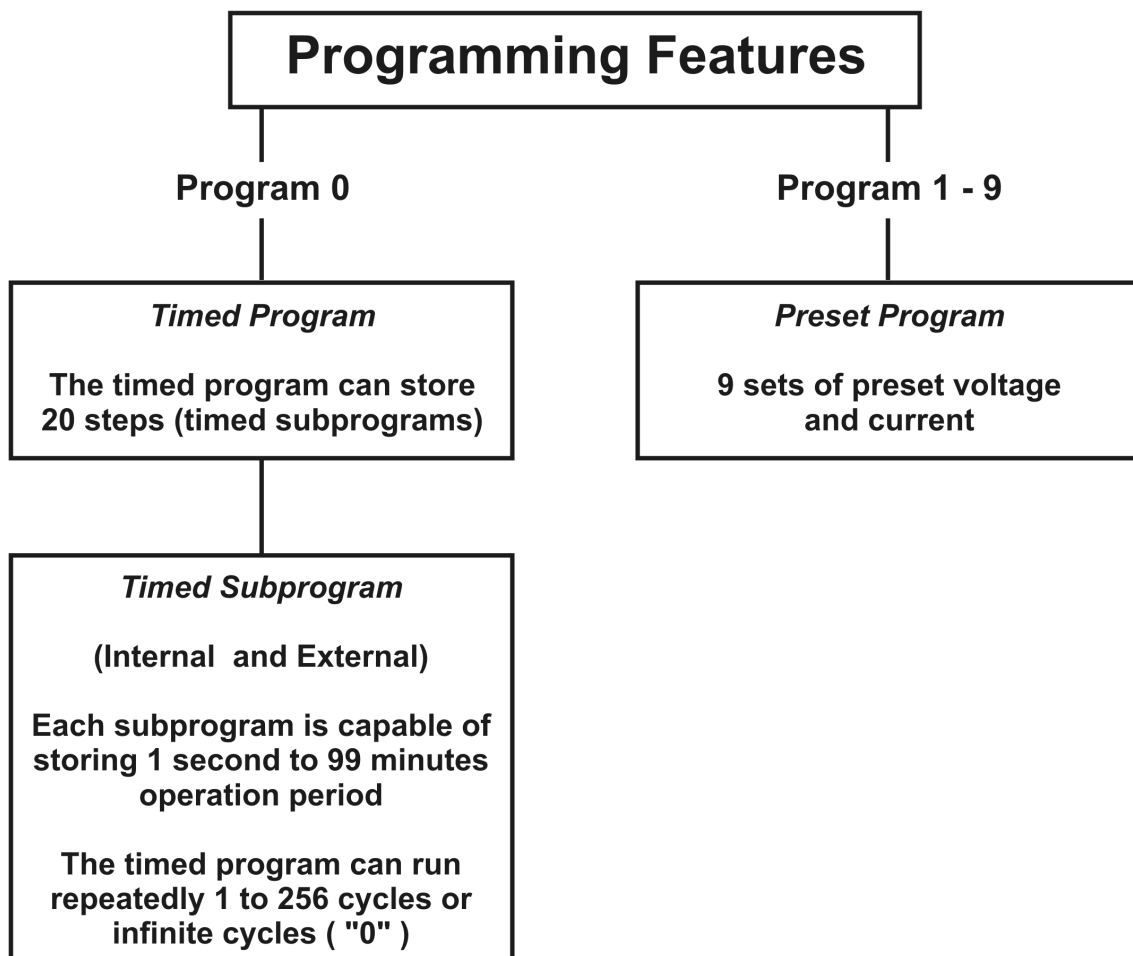 Programming Features
Program 0
Timed Program
The timed program can store
20 steps (timed subprograms)
Timed Subprogram
(Internal  and External)
Each subprogram is capable of
storing 1 second to 99 minutes
operation period
The timed program can run
repeatedly 1 to 256 cycles or
infinite cycles ( "0" )
Program 1 - 9
Preset Program
9 sets of preset voltage
and current